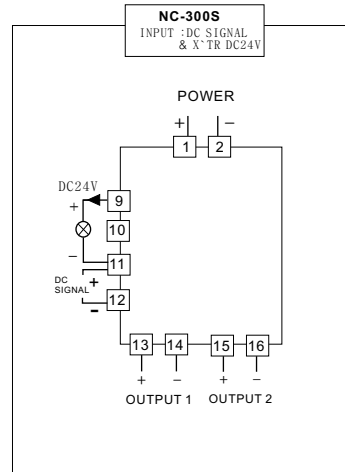 NC-300S
INPUT :DC SIGNAL
& X`TR DC24V
POWER
+ −
1 2
DC24V
9
+
10
−
11
DC
SIGNAL
+
12
-
13 14 15 16
+ − + −
OUTPUT 1 OUTPUT 2